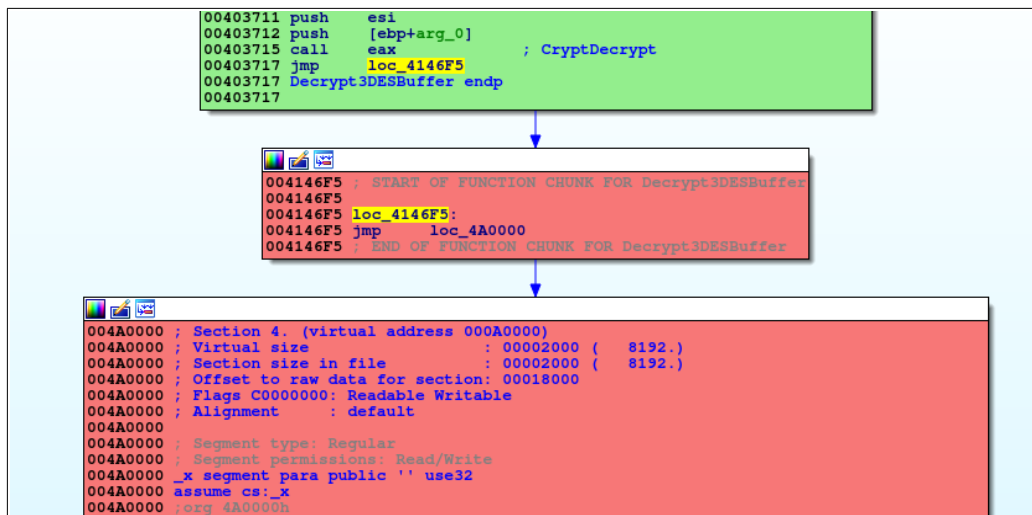 00403711 push    esi
00403712 push    [ebp+arg_0]
00403715 call    eax             ; CryptDecrypt
00403717 jmp     loc_4146F5
00403717 Decrypt3DESBuffer endp
00403717
004146F5 ; START OF FUNCTION CHUNK FOR Decrypt3DESBuffer
004146F5
004146F5 loc_4146F5:
004146F5 jmp     loc_4A0000
004146F5 ; END OF FUNCTION CHUNK FOR Decrypt3DESBuffer
004A0000 ; Section 4. (virtual address 000A0000)
004A0000 ; Virtual size                  : 00002000 (   8192.)
004A0000 ; Section size in file          : 00002000 (   8192.)
004A0000 ; Offset to raw data for section: 00018000
004A0000 ; Flags C0000000: Readable Writable
004A0000 ; Alignment     : default
004A0000
004A0000 ; Segment type: Regular
004A0000 ; Segment permissions: Read/Write
004A0000 _x segment para public '' use32
004A0000 assume cs:_x
004A0000 ;org 4A0000h